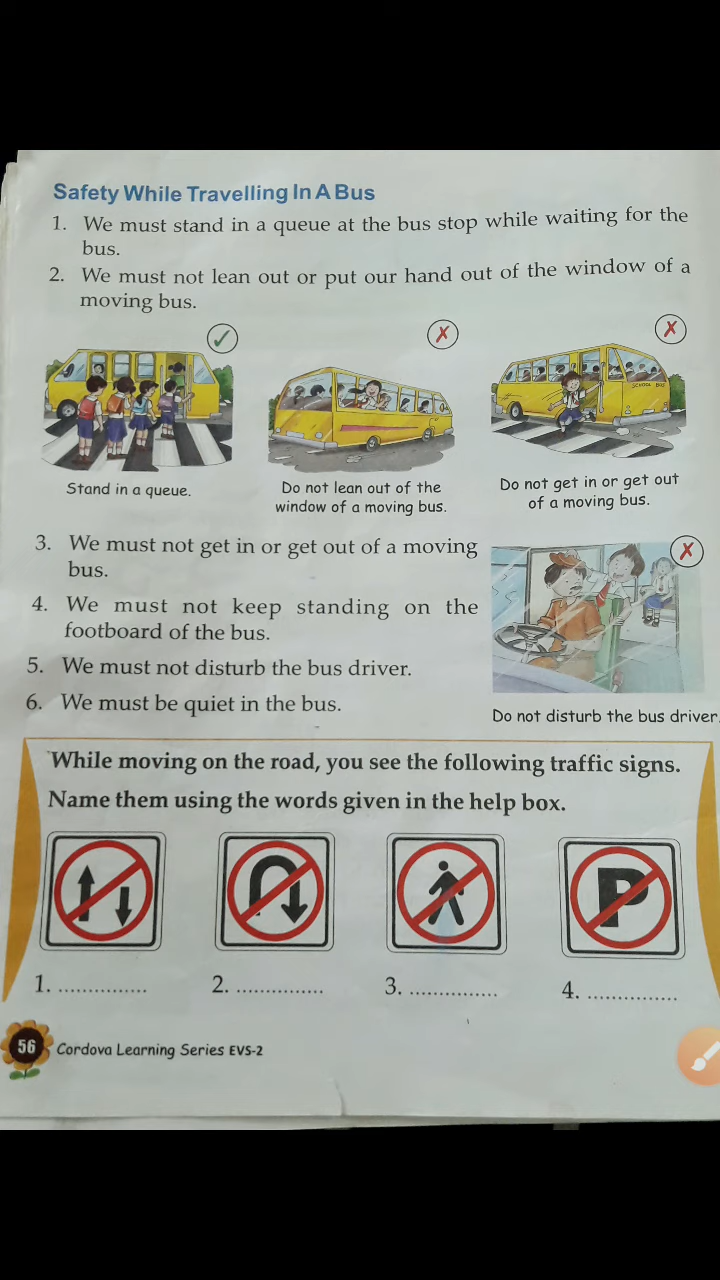 Safety While Travelling In A Bus
1. We must stand in a queue at the bus stop while waiting for the
bus.
2. We must not lean out or put our hand out of the window of a
moving bus.
SCHOOL BUS
Stand in a queue.
Do not lean out of the
window of a moving bus.
Do not get in or get out
of a moving bus.
3. We must not get in or get out of a moving
bus.
4. We must not keep standing on the
footboard of the bus.
5. We must not disturb the bus driver.
6. We must be quiet in the bus.
Do not disturb the bus driver.
While moving on the road, you see the following traffic signs.
Name them using the words given in the help box.
P
1. ............... 2. ............... 3. ............... 4. ...............
56 Cordova Learning Series EVS-2